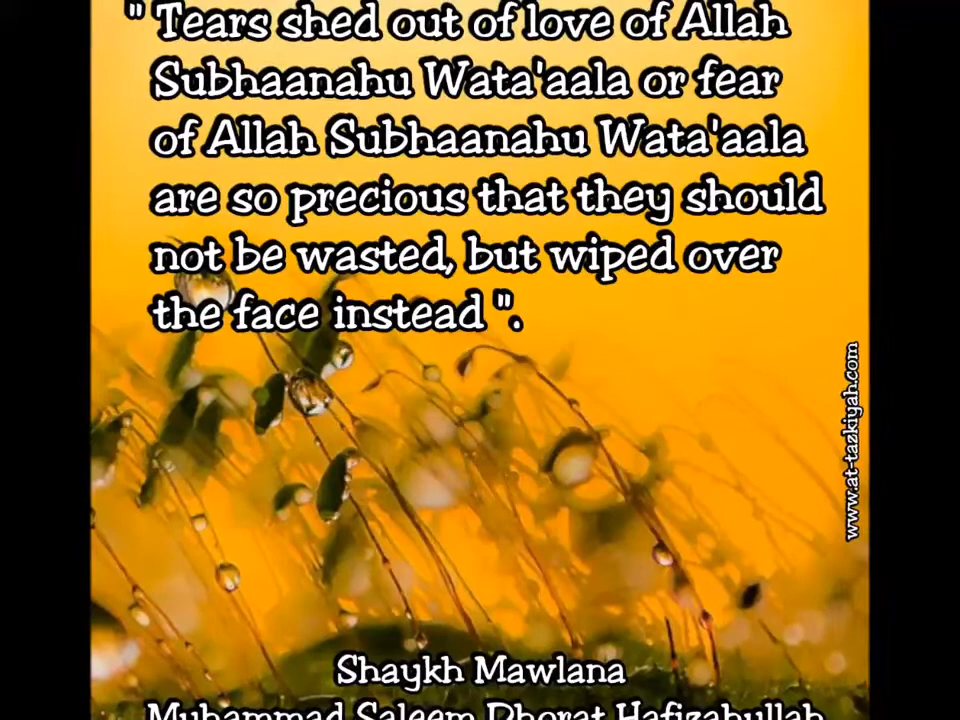 " Tears shed out of love of Allah
Subhaanahu Wata'aala or fear
of Allah Subhaanahu Wata'aala
are so precious that they should
not be wasted, but wiped over
the face instead ".
www.at-tazkiyah.com
Shaykh Mawlana
Muhammad Saleem Dhorat Hafizahullah